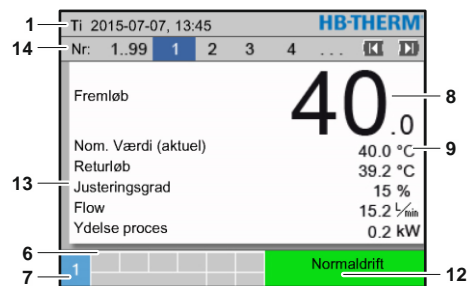 1 Ti 2015-07-07, 13:45 HB-THERM
14 Nr: 1..99 1 2 3 4 ...
Fremløb 40.0 8
Nom. Værdi (aktuel) 40.0 °C 9
Returløb 39.2 °C
13 Justeringsgrad 15 %
Flow 15.2 L/min
Ydelse proces 0.2 kW
6
7 1 Normaldrift 12